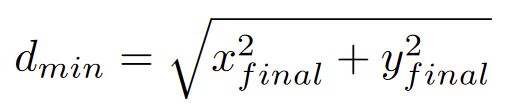 d_{min} = \sqrt{x_{final}^{2} + y_{final}^{2}}